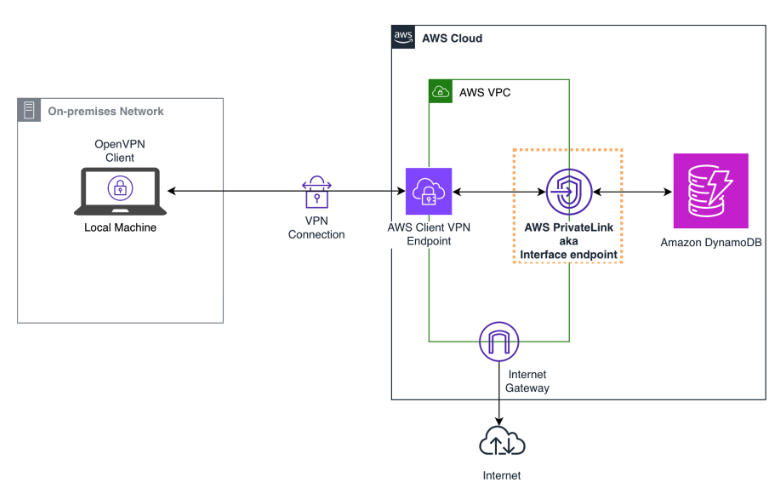 aws
AWS Cloud
AWS VPC
On-premises Network
OpenVPN
Client
Local Machine
VPN
Connection
AWS Client VPN
Endpoint
AWS PrivateLink
aka
Interface endpoint
Amazon DynamoDB
Internet
Gateway
Internet